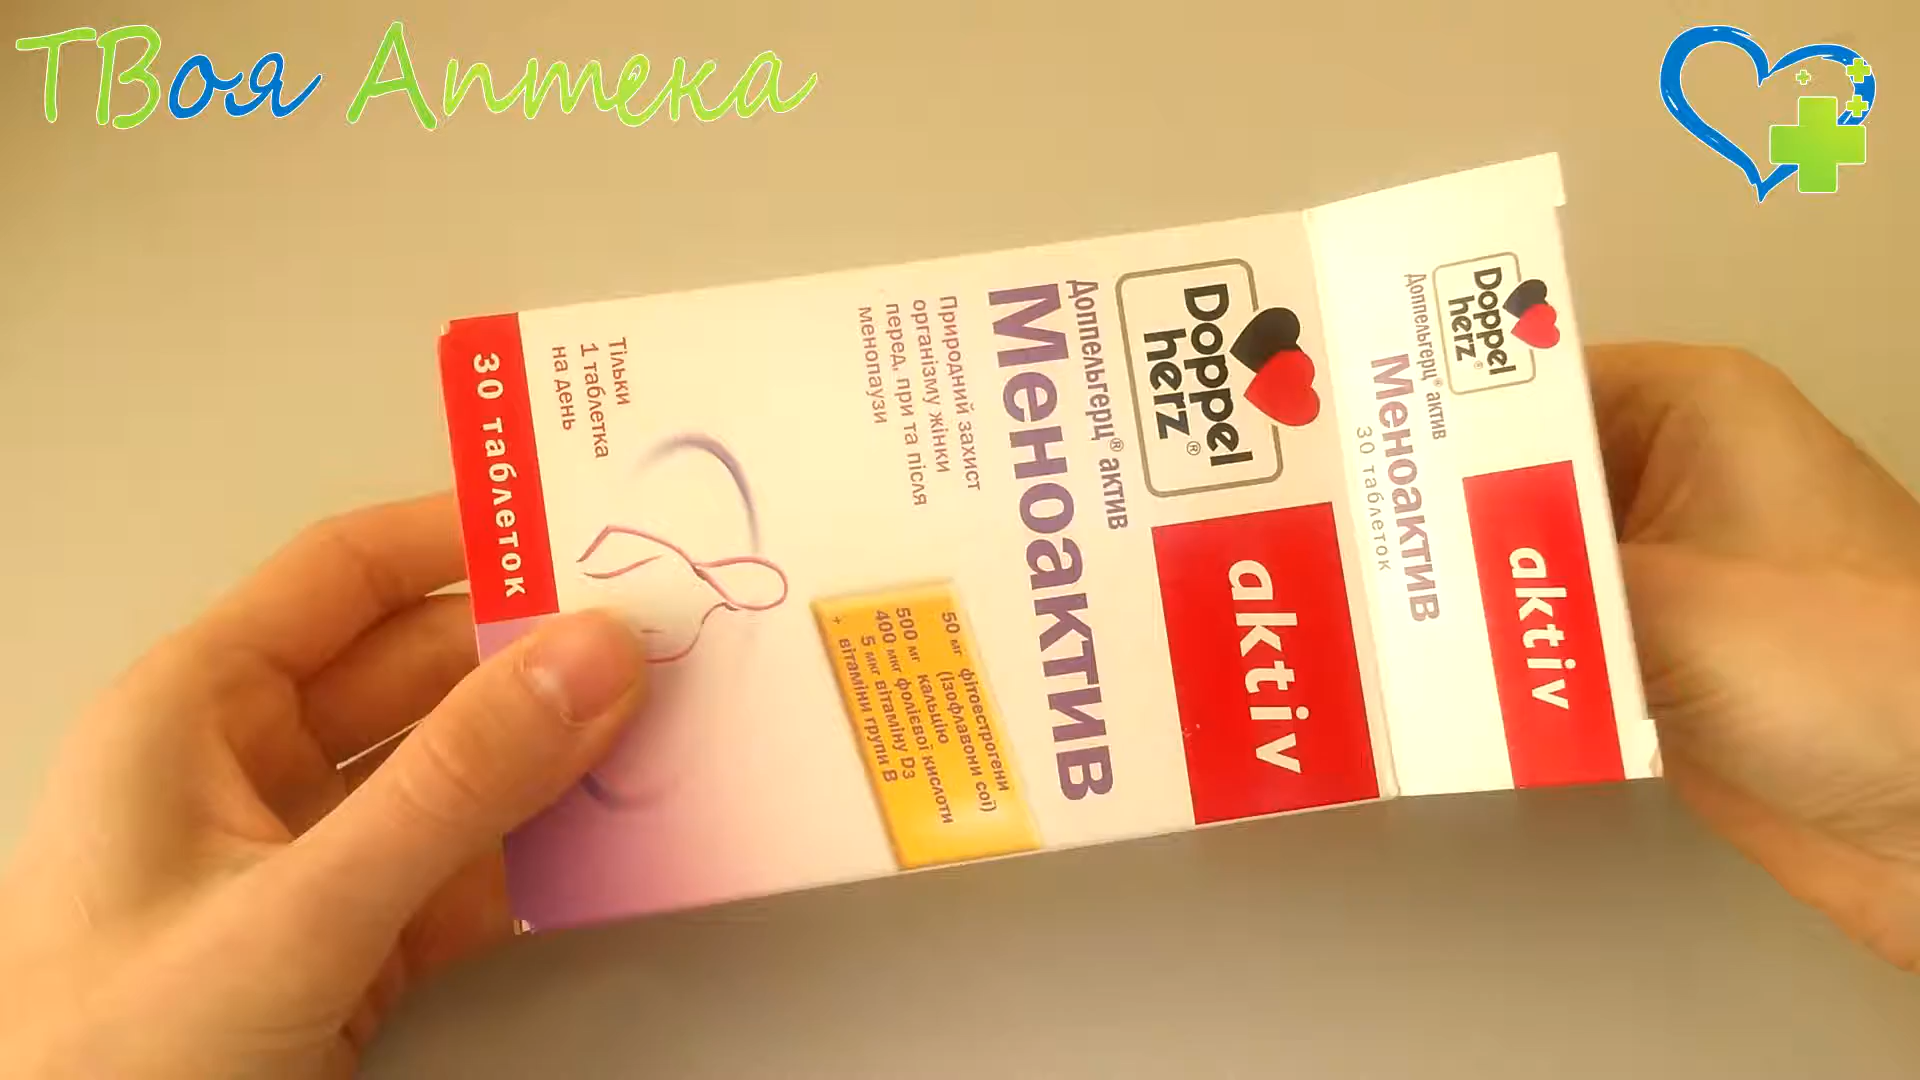 ТВоя Аптека
Doppel
herz®
Доппельгерц® актив
Меноактив
30 таблеток
aktiv
Doppel
herz®
aktiv
Доппельгерц® актив
Меноактив
Природний захист
організму жінки
перед, при та після
менопаузи
50 мг фітоестрогени
(ізофлавони сої)
500 мг кальцію
400 мкг фолієвої кислоти
5 мкг вітаміну D3
+ вітаміни групи В
Тільки
1 таблетка
на день
30 таблеток